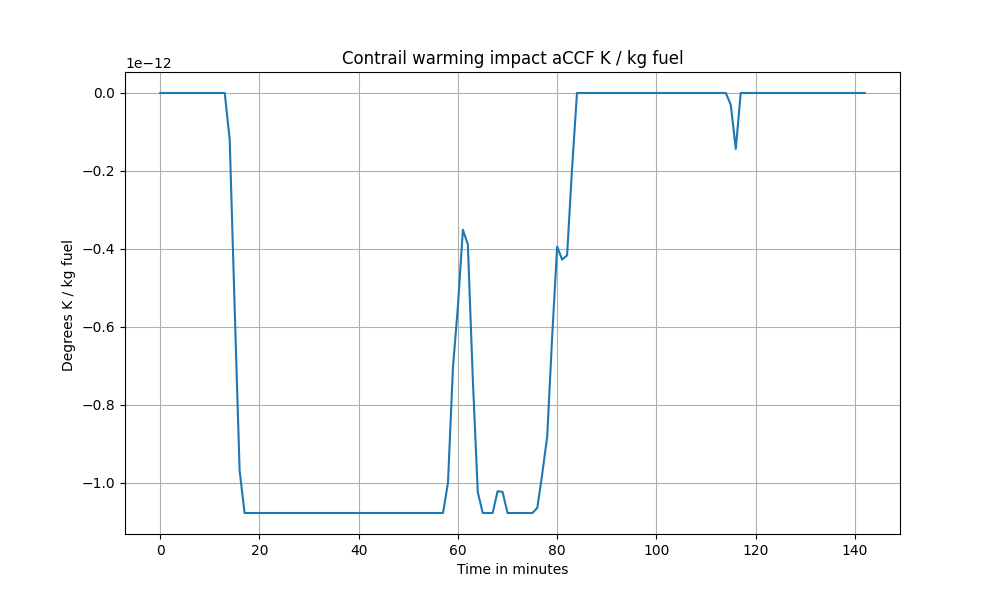 Contrail warming impact aCCF K / kg fuel
1e−12
0.0
−0.2
−0.4
−0.6
−0.8
−1.0
Degrees K / kg fuel
0 20 40 60 80 100 120 140
Time in minutes